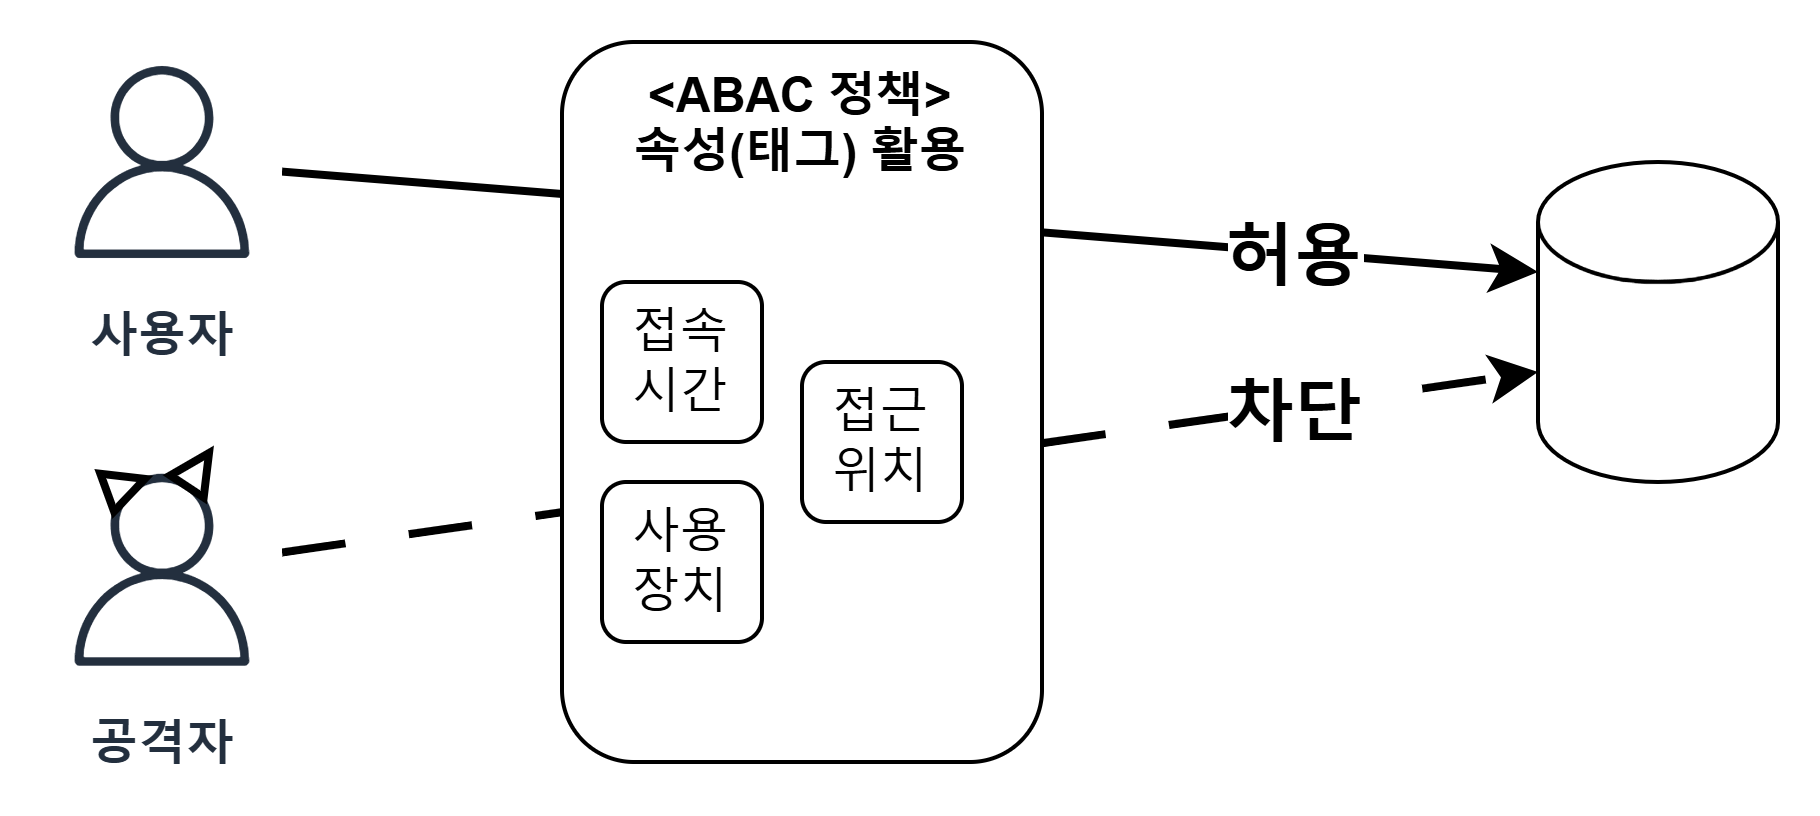 <ABAC 정책>
속성(태그) 활용
사용자
접속
시간
접근
위치
사용
장치
공격자
허용
차단